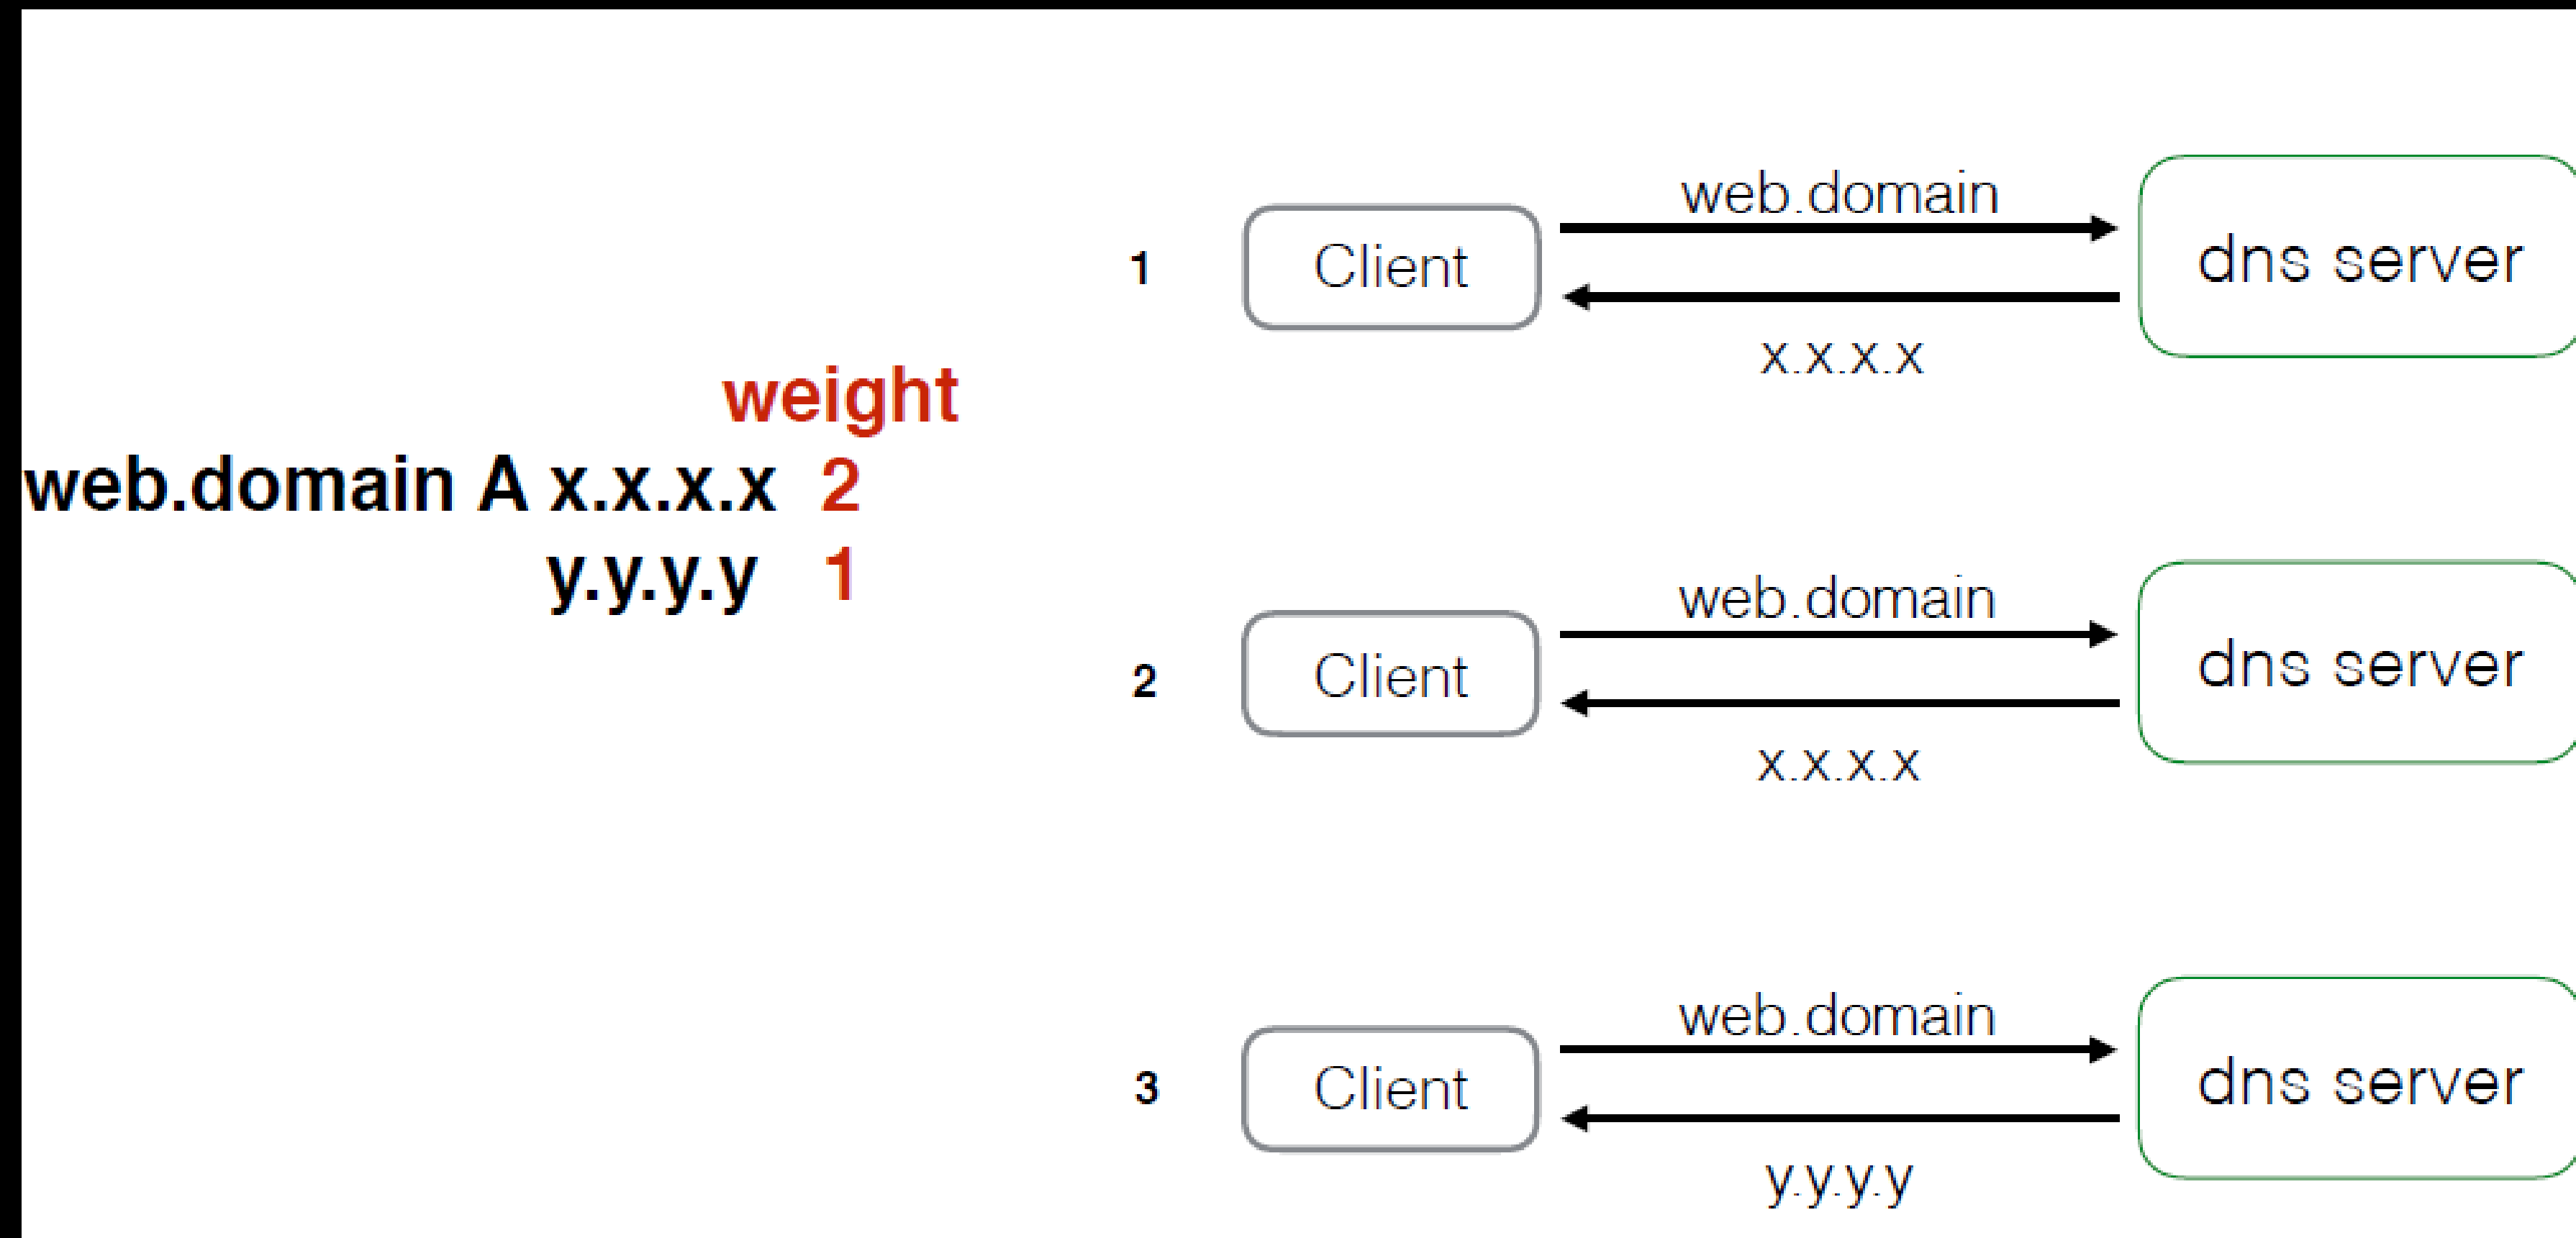 weight
web.domain A x.x.x.x 2
y.y.y.y 1
1
Client
web.domain
x.x.x.x
dns server
2
Client
web.domain
x.x.x.x
dns server
3
Client
web.domain
y.y.y.y
dns server